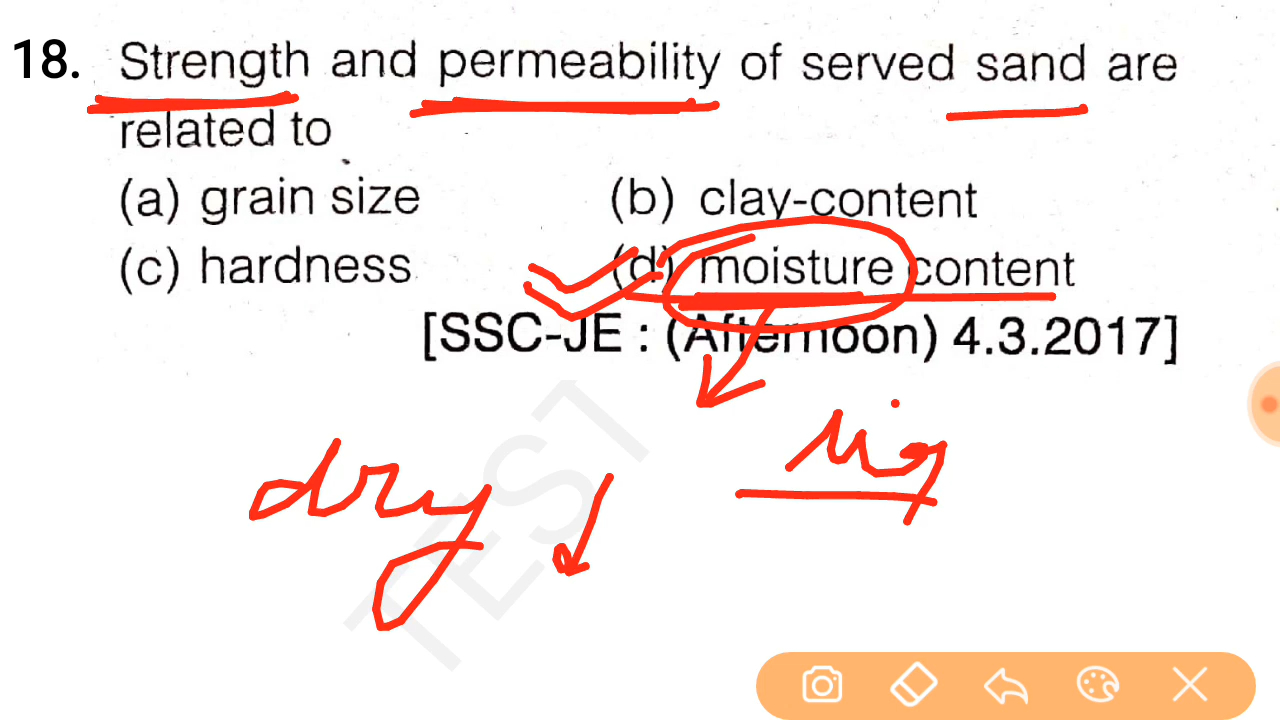 18. Strength and permeability of served sand are
related to
(a) grain size (b) clay-content
(c) hardness (d) moisture content
[SSC-JE : (Afternoon) 4.3.2017]
dry
TEST